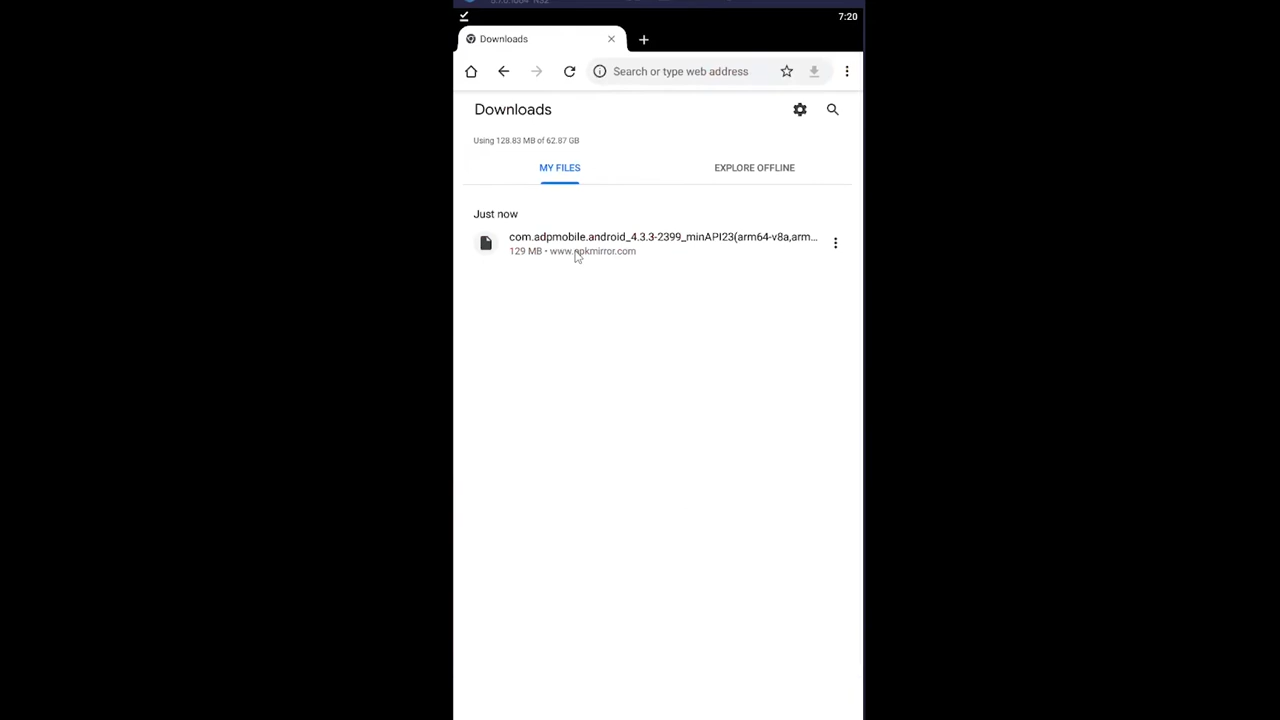 7:20
Downloads
Search or type web address
Downloads
Using 128.83 MB of 62.87 GB
MY FILES
EXPLORE OFFLINE
Just now
com.adpmobile.android_4.3.3-2399_minAPI23(arm64-v8a,arm...
129 MB • www.apkmirror.com